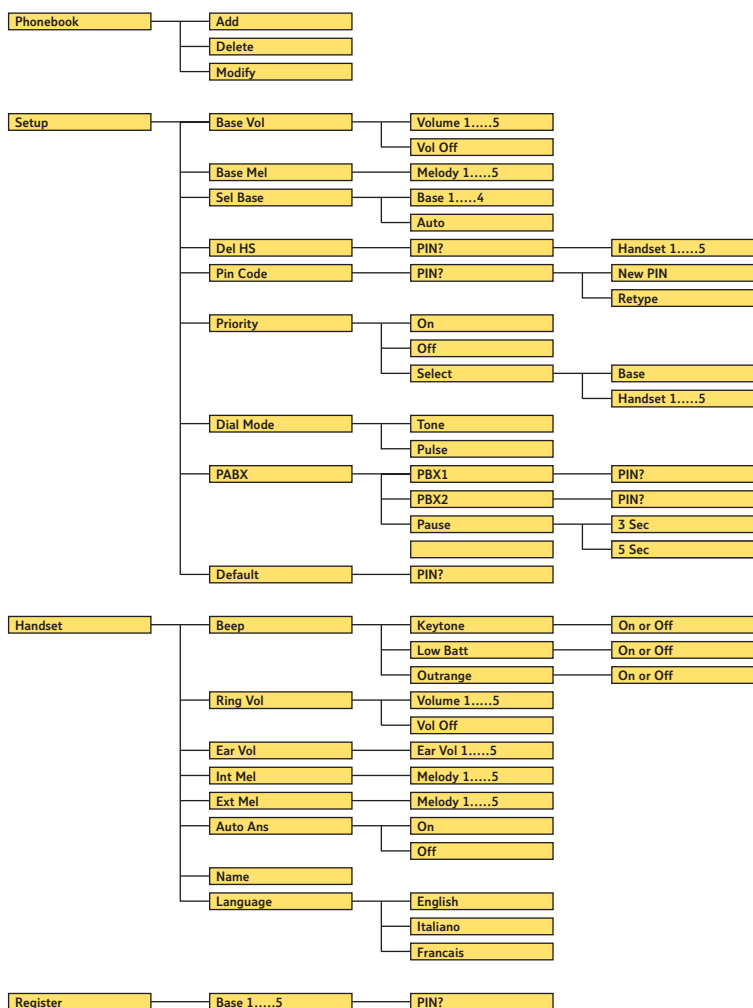 Phonebook
Add
Delete
Modify
Setup
Base Vol
Volume 1.....5
Vol Off
Base Mel
Melody 1.....5
Sel Base
Base 1.....4
Auto
Del HS
PIN?
Handset 1.....5
Pin Code
PIN?
New PIN
Retype
Priority
On
Off
Select
Base
Handset 1.....5
Dial Mode
Tone
Pulse
PABX
PBX1
PIN?
PBX2
PIN?
Pause
3 Sec
5 Sec
Default
PIN?
Handset
Beep
Keytone
On or Off
Low Batt
On or Off
Outrange
On or Off
Ring Vol
Volume 1.....5
Vol Off
Ear Vol
Ear Vol 1.....5
Int Mel
Melody 1.....5
Ext Mel
Melody 1.....5
Auto Ans
On
Off
Name
Language
English
Italiano
Francais
Register
Base 1.....5
PIN?